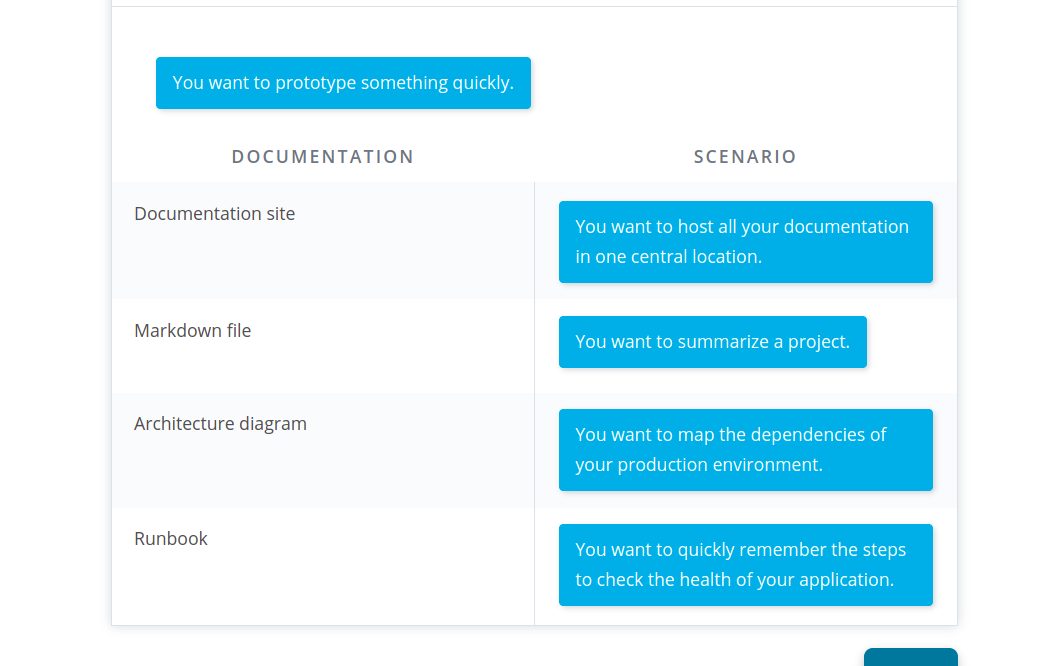 You want to prototype something quickly.
DOCUMENTATION
SCENARIO
Documentation site
You want to host all your documentation
in one central location.
Markdown file
You want to summarize a project.
Architecture diagram
You want to map the dependencies of
your production environment.
Runbook
You want to quickly remember the steps
to check the health of your application.